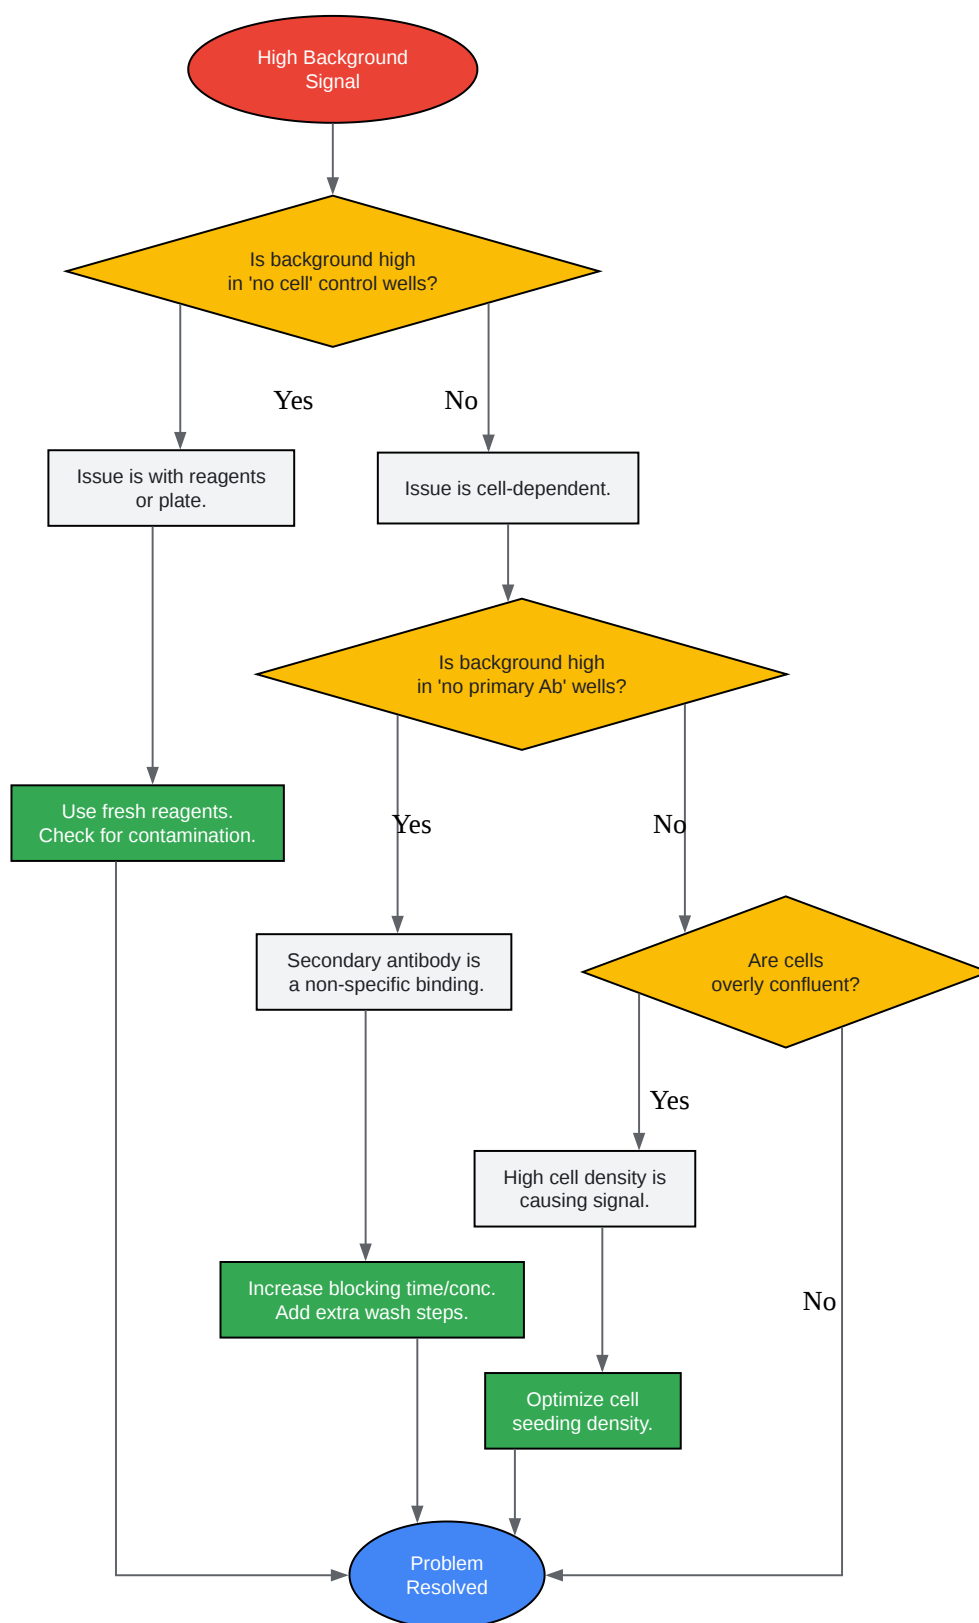 High Background
Signal
Is background high
in 'no cell' control wells?
Yes
No
Issue is with reagents
or plate.
Issue is cell-dependent.
Is background high
in 'no primary Ab' wells?
Use fresh reagents.
Check for contamination.
Yes
No
Secondary antibody is
a non-specific binding.
Are cells
overly confluent?
Yes
High cell density is
causing signal.
Increase blocking time/conc.
Add extra wash steps.
No
Optimize cell
seeding density.
Problem
Resolved